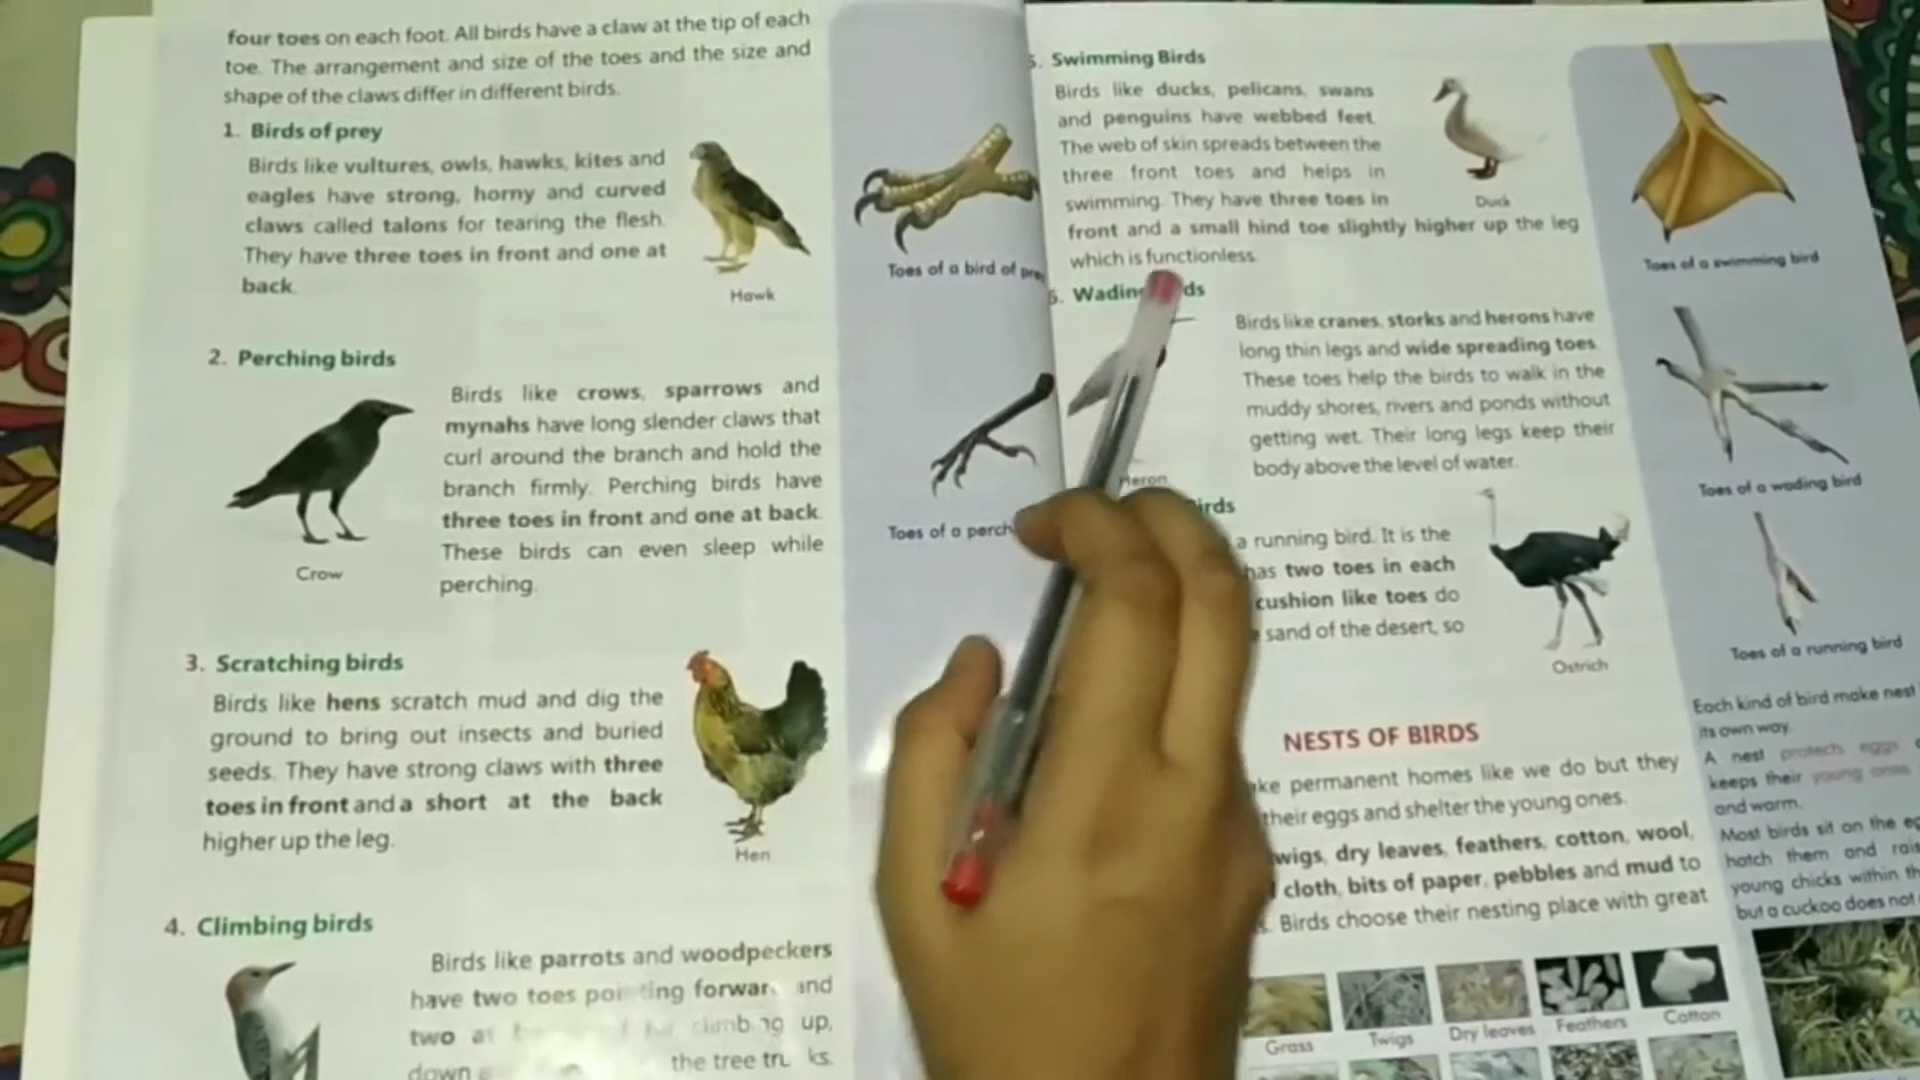 four toes on each foot. All birds have a claw at the tip of each
toe. The arrangement and size of the toes and the size and
shape of the claws differ in different birds.
1. Birds of prey
Birds like vultures, owls, hawks, kites and
eagles have strong, horny and curved
claws called talons for tearing the flesh.
They have three toes in front and one at
back.
Hawk
Toes of a bird of
2. Perching birds
Birds like crows, sparrows and
mynahs have long slender claws that
curl around the branch and hold the
branch firmly. Perching birds have
three toes in front and one at back.
These birds can even sleep while
perching.
Crow
Toes of a
3. Scratching birds
Birds like hens scratch mud and dig the
ground to bring out insects and buried
seeds. They have strong claws with three
toes in front and a short at the back
higher up the leg.
Hen
4. Climbing birds
Birds like parrots and woodpeckers
have two toes pointing forward and
two climbing up,
down the tree
Swimming Birds
Birds like ducks, pelicans, swans
and penguins have webbed feet.
The web of skin spreads between the
three front toes and helps in
swimming. They have three toes in
front and a small hind toe slightly higher up the leg
which is functionless.
Duck
Toes of a swimming bird
Birds like cranes, storks and herons have
long thin legs and wide spreading toes.
These toes help the birds to walk in the
muddy shores, rivers and ponds without
getting wet. Their long legs keep their
body above the level of water.
Heron
Toes of a wading bird
a running bird. It is the
has two toes in each
cushion like toes do
sand of the desert, so
Ostrich
Toes of a running bird
NESTS OF BIRDS
permanent homes like we do but they
their eggs and shelter the young ones.
dry leaves, feathers, cotton, wool,
cloth, bits of paper, pebbles and mud to
Birds choose their nesting place with great
Grass
Twigs
Dry leaves
Feathers
Cotton
Each kind of bird make nest
its own way.
A nest protects eggs
keeps their young ones
and warm.
Most birds sit on the
hatch them and
young chicks within
but a cuckoo does not